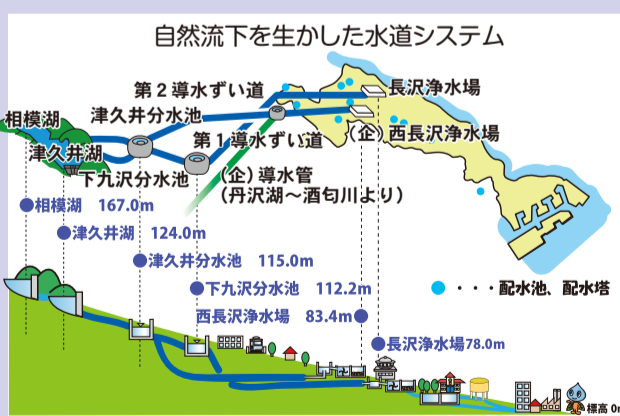 自然流下を生かした水道システム
第2導水ずい道
長沢浄水場
相模湖
津久井分水池
津久井湖
第1導水ずい道
(企)西長沢浄水場
下九沢分水池
(企)導水管
(丹沢湖~酒匂川より)
●相模湖 167.0m
●津久井湖 124.0m
●津久井分水池 115.0m
●下九沢分水池 112.2m
●・・・配水池、配水塔
西長沢浄水場 83.4m●
●長沢浄水場78.0m
標高 0m